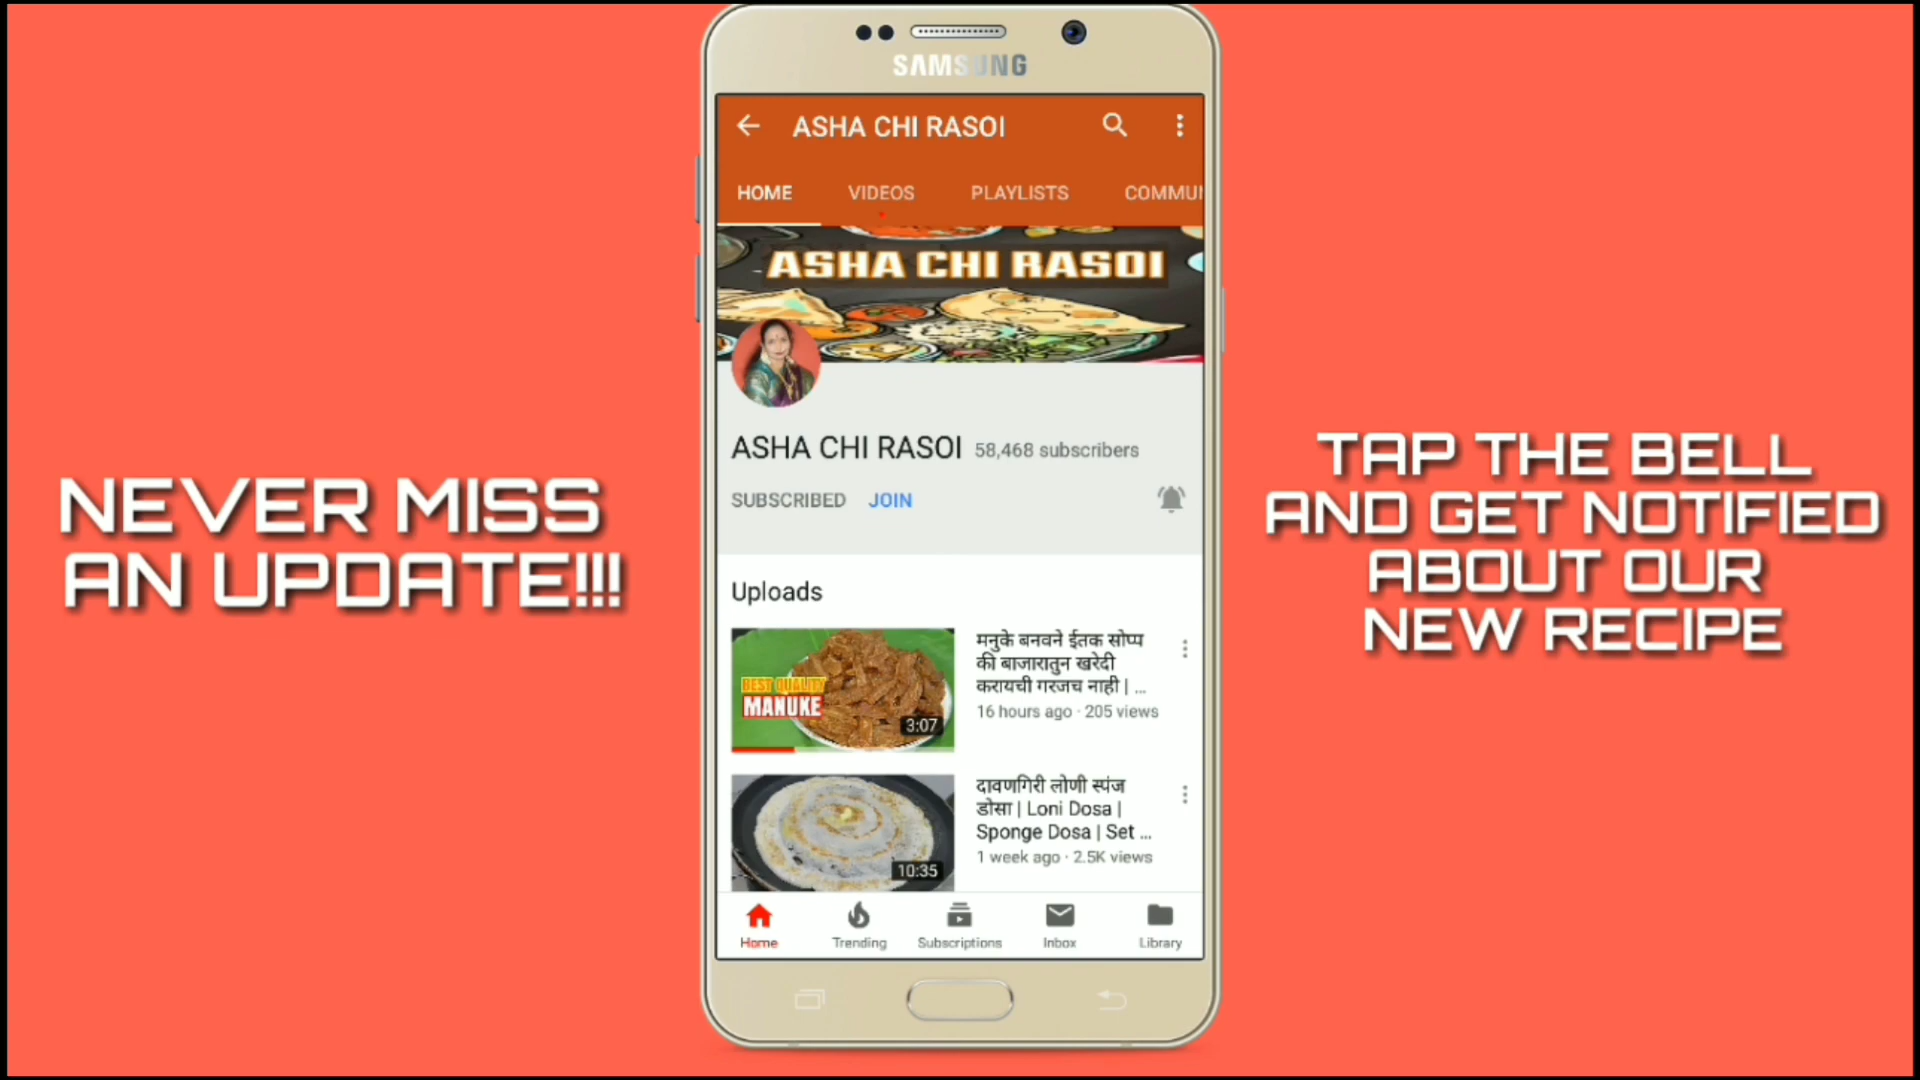 NEVER MISS
AN UPDATE!!!
SAMSUNG
ASHA CHI RASOI
HOME VIDEOS PLAYLISTS COMMUN
ASHA CHI RASOI
ASHA CHI RASOI 58,468 subscribers
SUBSCRIBED JOIN
Uploads
BEST QUALITY
MANUKE
3:07
मनुके बनवने ईतक सोप्प
की बाजारातुन खरेदी
करायची गरजच नाही | ...
16 hours ago · 205 views
10:35
दावणगिरी लोणी स्पंज
डोसा | Loni Dosa |
Sponge Dosa | Set ...
1 week ago · 2.5K views
Home Trending Subscriptions Inbox Library
TAP THE BELL
AND GET NOTIFIED
ABOUT OUR
NEW RECIPE